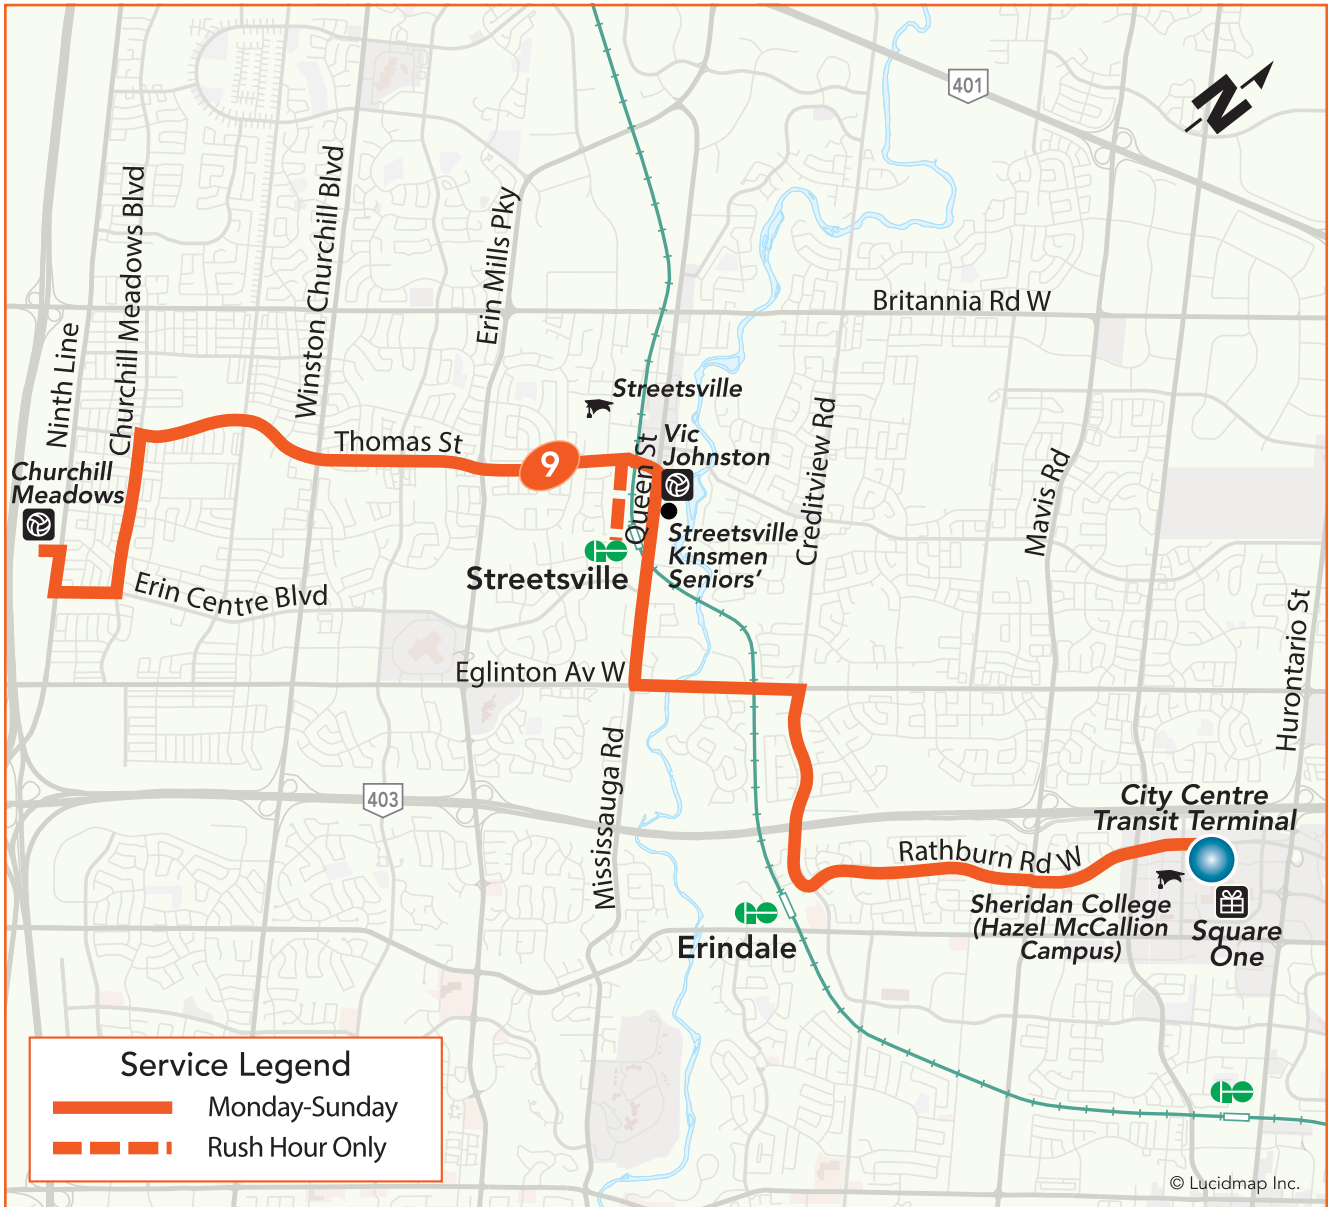 401
N
Churchill Meadows Blvd
Winston Churchill Blvd
Erin Mills Pky
Britannia Rd W
Ninth Line
Streetsville
Creditview Rd
Thomas St
Vic
Johnston
Queen St
9
Mavis Rd
Churchill
Meadows
Streetsville
Kinsmen
Seniors'
Streetsville
Erin Centre Blvd
Hurontario St
Eglinton Av W
Mississauga Rd
403
City Centre
Transit Terminal
Rathburn Rd W
Sheridan College
(Hazel McCallion
Campus)
Square
One
Erindale
Service Legend
Monday-Sunday
Rush Hour Only
© Lucidmap Inc.